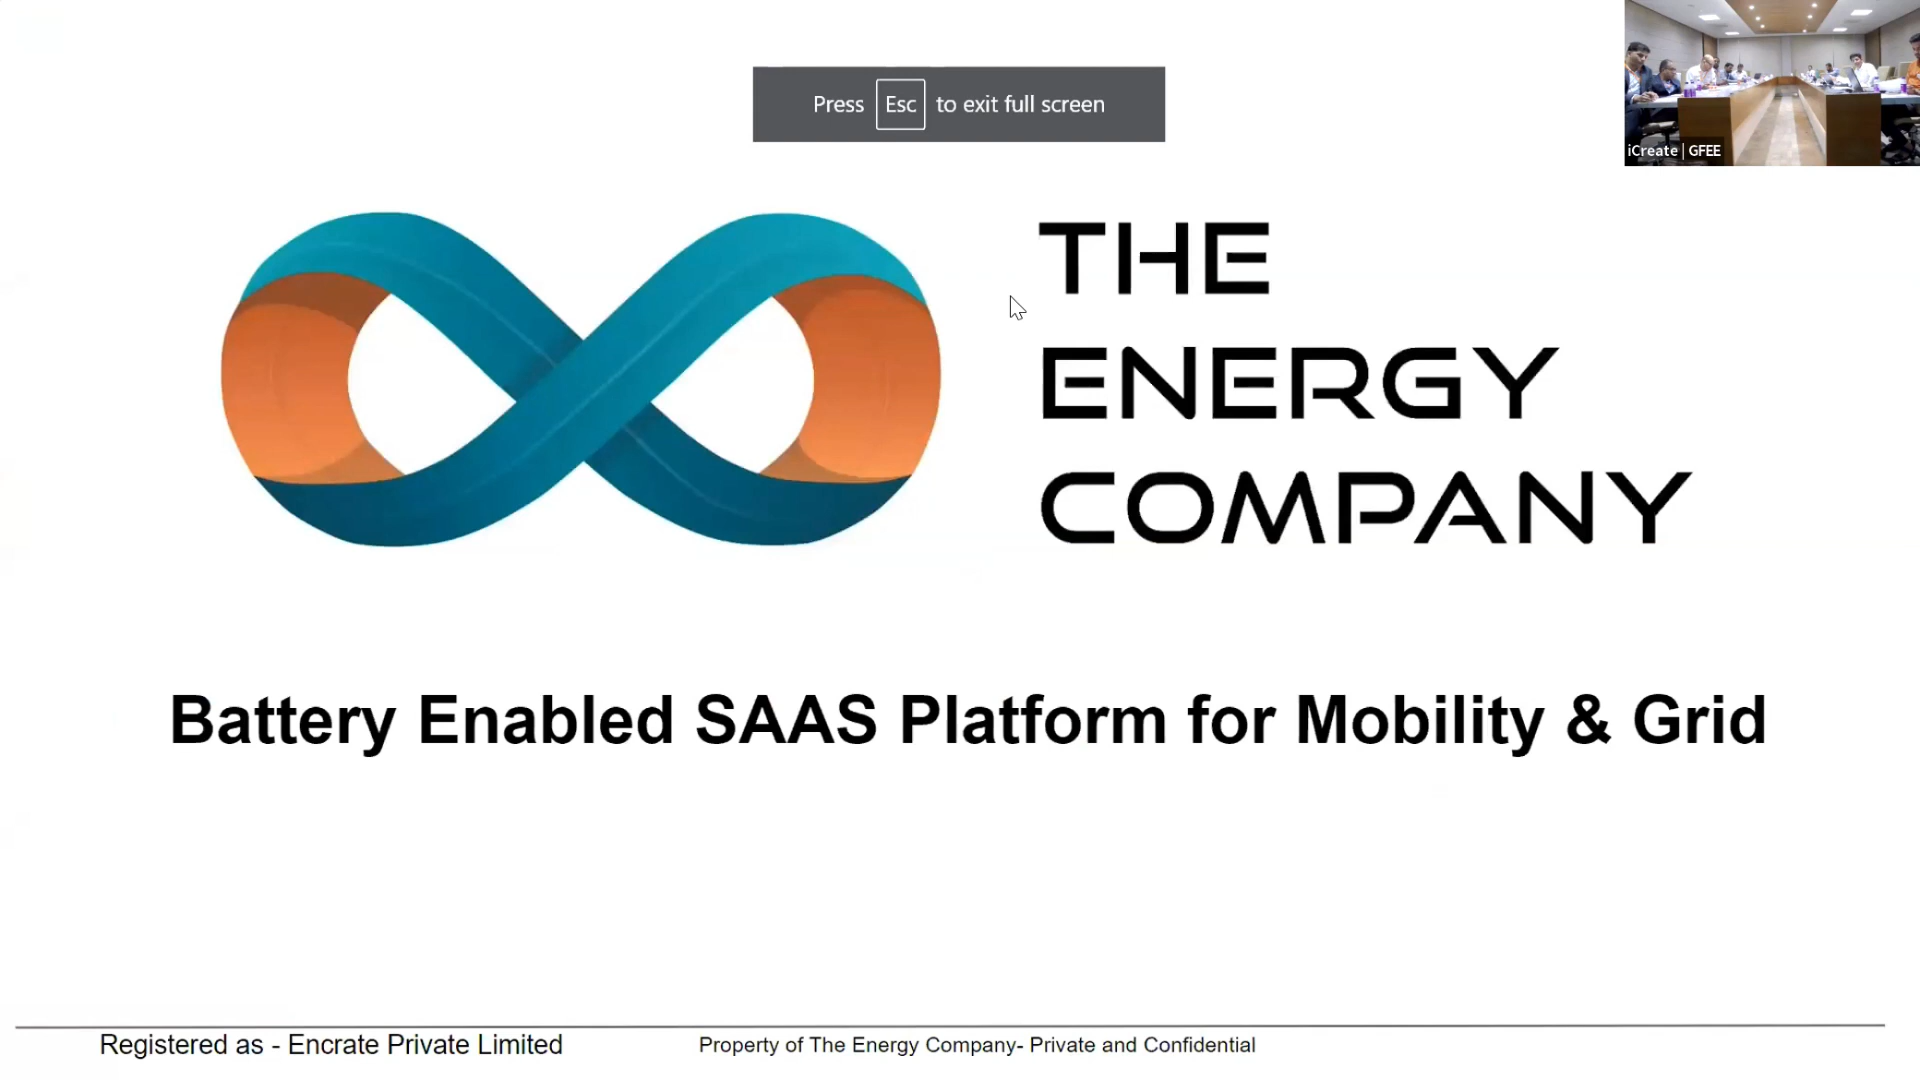 Press Esc to exit full screen
iCreate | GFEE
THE
ENERGY
COMPANY
Battery Enabled SAAS Platform for Mobility & Grid
Registered as - Encrate Private Limited
Property of The Energy Company- Private and Confidential